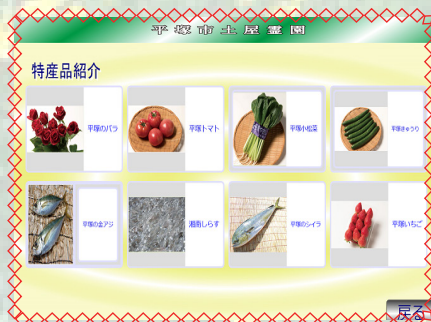 平塚市土屋霊園
特産品紹介
平塚のバラ
平塚トマト
平塚小松菜
平塚きゅうり
平塚の金アジ
湘南しらす
平塚のシイラ
平塚いちご
戻る